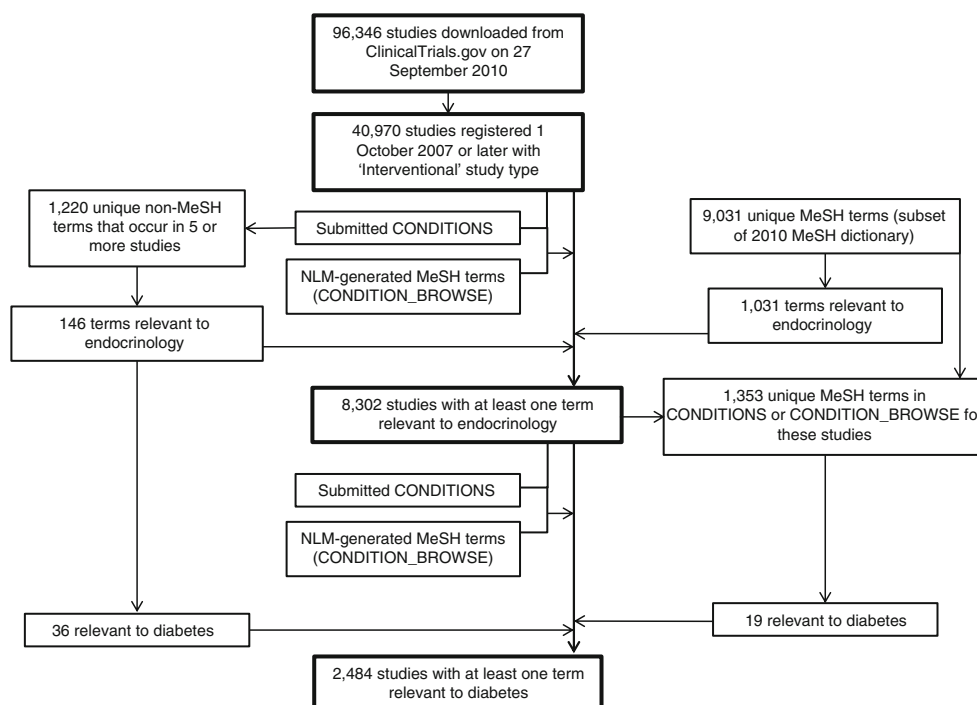 96,346 studies downloaded from
ClinicalTrials.gov on 27
September 2010
40,970 studies registered 1
October 2007 or later with
‘Interventional’ study type
1,220 unique non-MeSH
terms that occur in 5 or
more studies
Submitted CONDITIONS
9,031 unique MeSH terms (subset
of 2010 MeSH dictionary)
NLM-generated MeSH terms
(CONDITION_BROWSE)
146 terms relevant to
endocrinology
1,031 terms relevant to
endocrinology
8,302 studies with at least one term
relevant to endocrinology
1,353 unique MeSH terms in
CONDITIONS or CONDITION_BROWSE fo
these studies
Submitted CONDITIONS
NLM-generated MeSH terms
(CONDITION_BROWSE)
36 relevant to diabetes
19 relevant to diabetes
2,484 studies with at least one term
relevant to diabetes